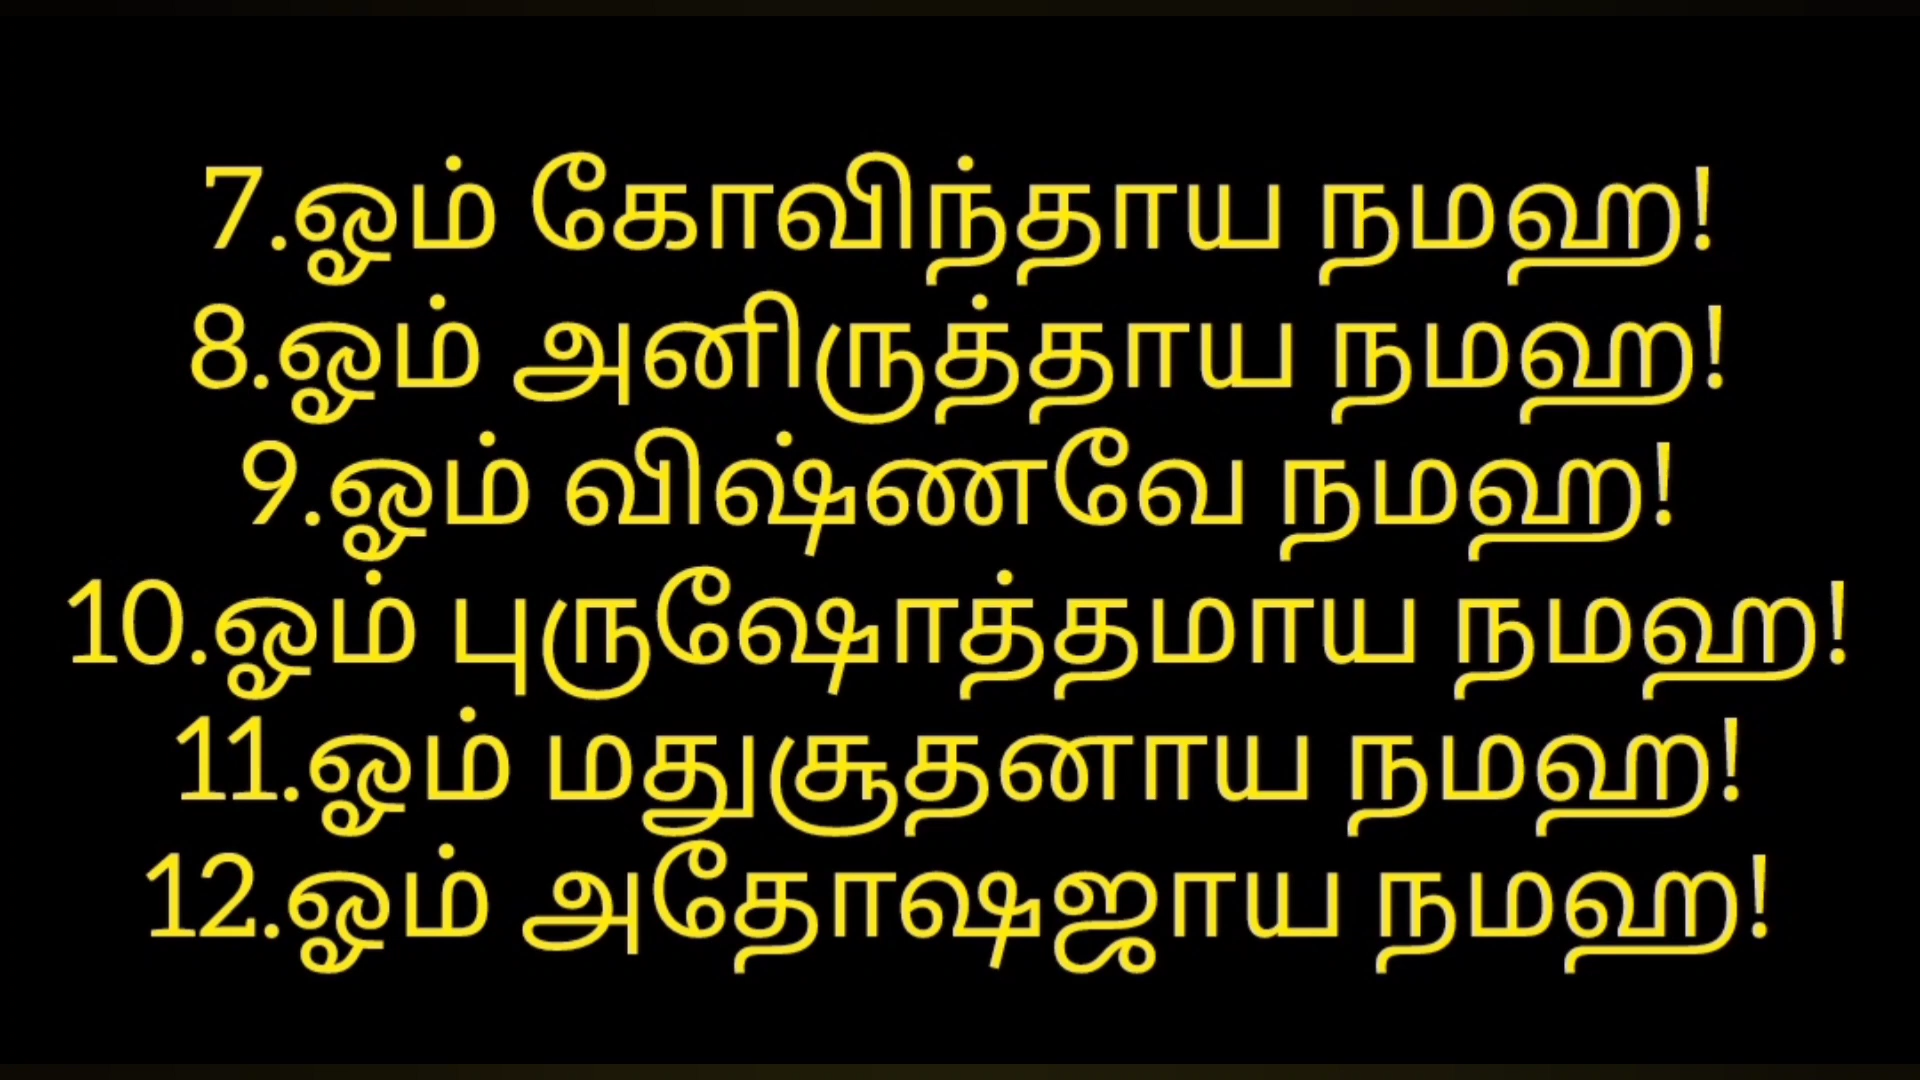 7.ஓம் கோவிந்தாய நமஹ!
8.ஓம் அனிருத்தாய நமஹ!
9.ஓம் விஷ்ணவே நமஹ!
10.ஓம் புருஷோத்தமாய நமஹ!
11.ஓம் மதுசூதனாய நமஹ!
12.ஓம் அதோஷஜாய நமஹ!